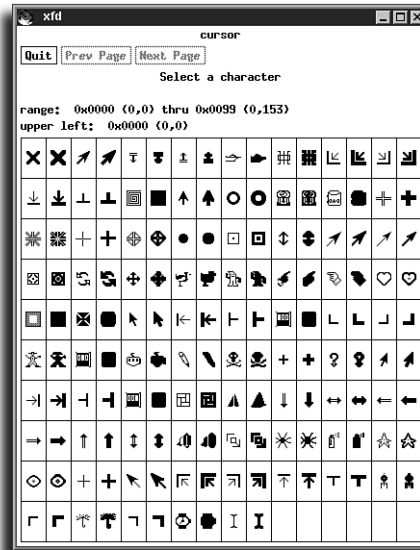 xfd
cursor
Quit Prev Page Next Page
Select a character
range: 0x0000 (0,0) thru 0x0099 (0,153)
upper left: 0x0000 (0,0)